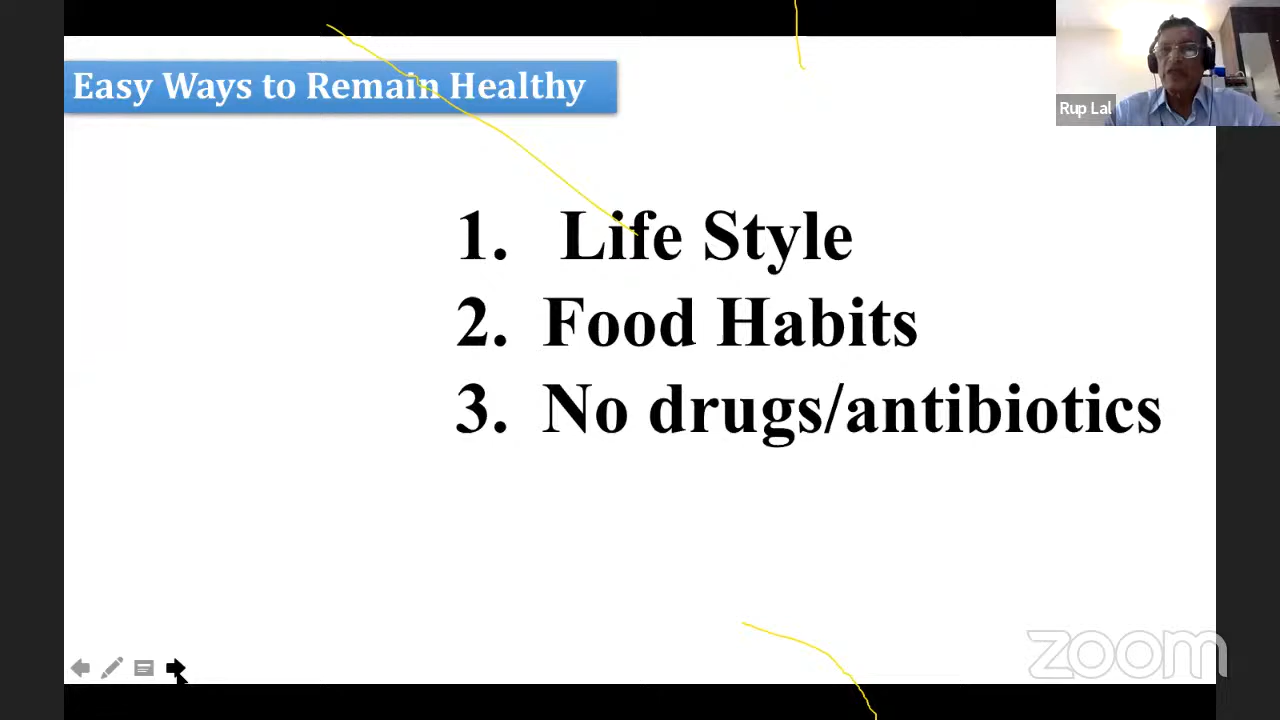 Easy Ways to Remain Healthy
Rup Lal
1. Life Style
2. Food Habits
3. No drugs/antibiotics
zoom